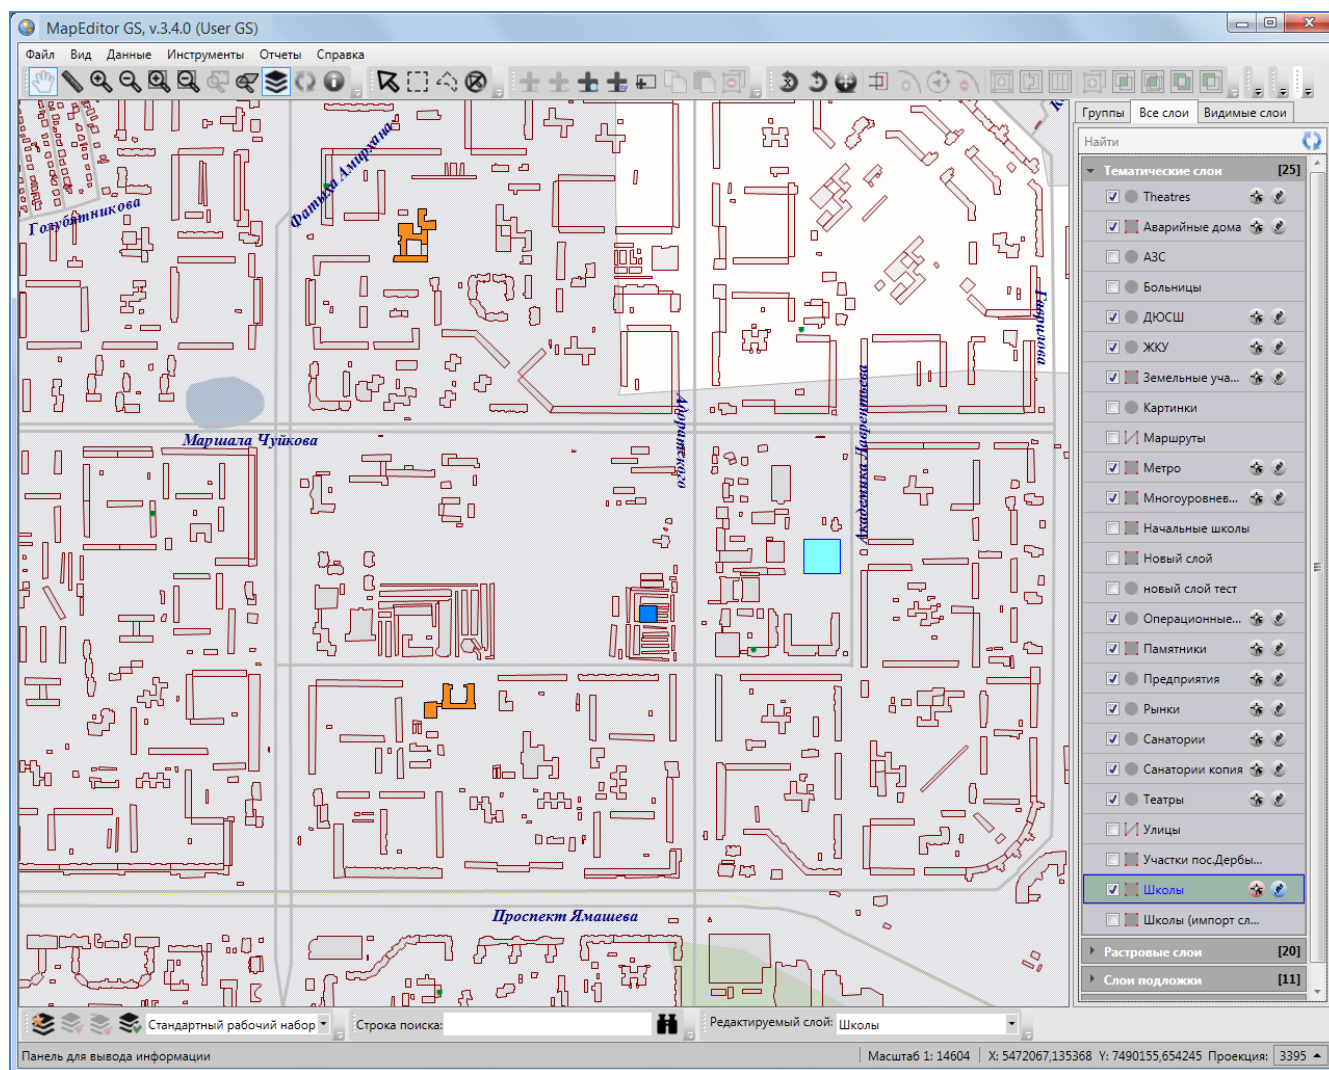 MapEditor GS, v.3.4.0 (User GS)
Файл Вид Данные Инструменты Отчеты Справка
Группы Все слои Видимые слои
Найти
Тематические слои [25]
Theatres
Аварийные дома
АЗС
Больницы
ДЮСШ
ЖКУ
Земельные уча...
Картинки
Маршруты
Метро
Многоуровнев...
Начальные школы
Новый слой
новый слой тест
Операционные...
Памятники
Предприятия
Рынки
Санатории
Санатории копия
Театры
Улицы
Участки пос.Дербы...
Школы
Школы (импорт сл...
Растровые слои [20]
Слои подложки [11]
Фатыха Амирхана
Голубятникова
Гаврилова
Маршала Чуйкова
Адоратского
Академика Лаврентьева
Проспект Ямашева
Стандартный рабочий набор Строка поиска: Редактируемый слой: Школы
Панель для вывода информации Масштаб 1: 14604 X: 5472067,135368 Y: 7490155,654245 Проекция: 3395